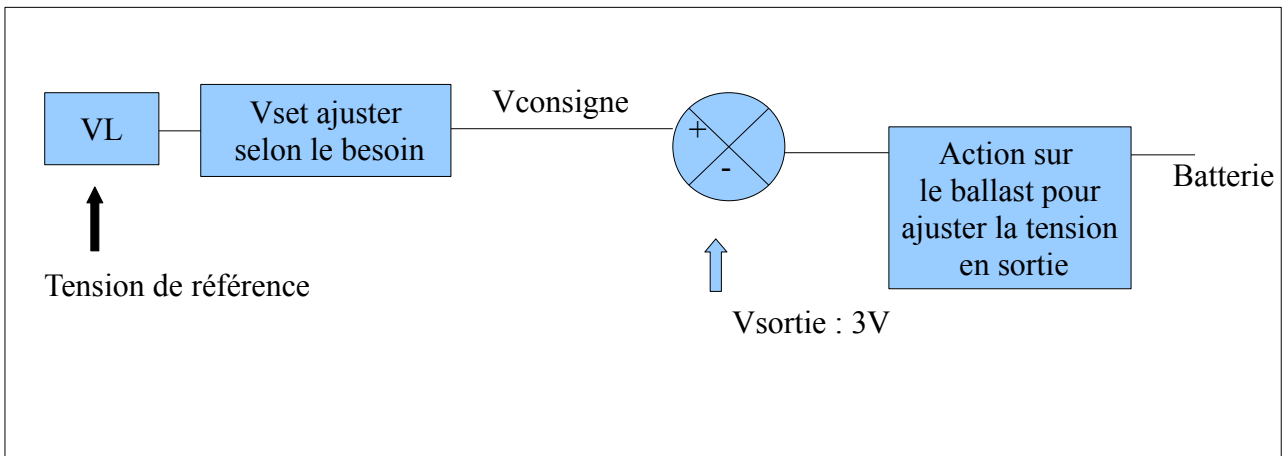 VL
Vset ajuster
selon le besoin
Vconsigne
+
-
Action sur
le ballast pour
ajuster la tension
en sortie
Batterie
Tension de référence
Vsortie : 3V